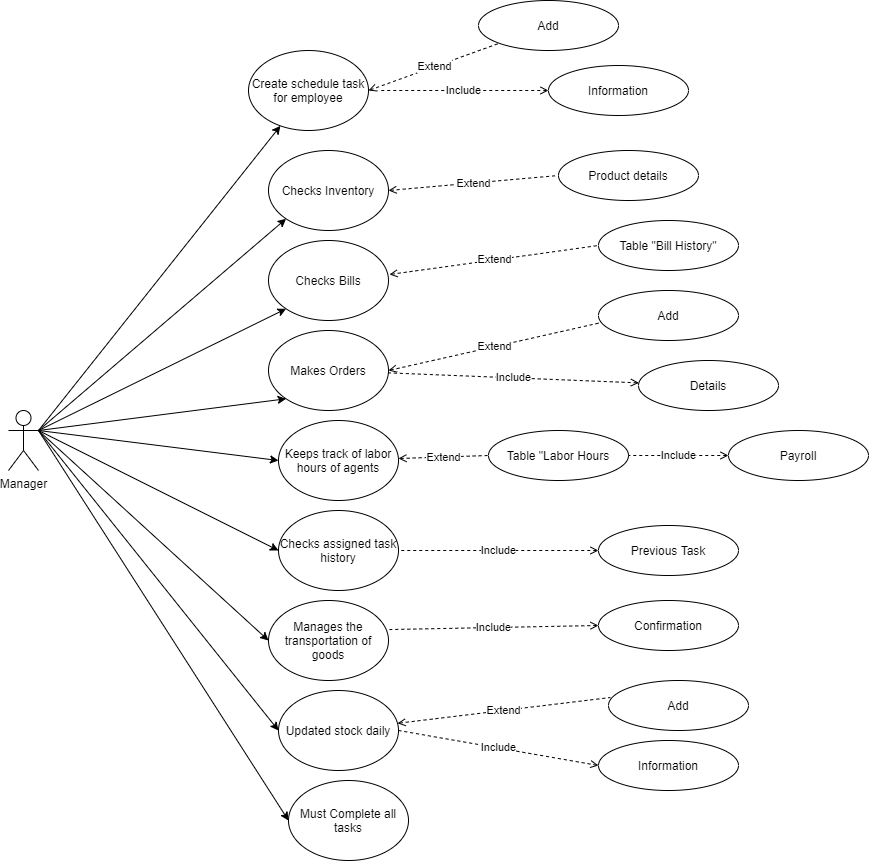 Add
Extend
Create schedule task
for employee
Include
Information
Checks Inventory
Extend
Product details
Checks Bills
Extend
Table "Bill History"
Makes Orders
Extend
Add
Include
Details
Manager
Keeps track of labor
hours of agents
Extend
Table "Labor Hours
Include
Payroll
Checks assigned task
history
Include
Previous Task
Manages the
transportation of
goods
Include
Confirmation
Updated stock daily
Extend
Add
Include
Information
Must Complete all
tasks